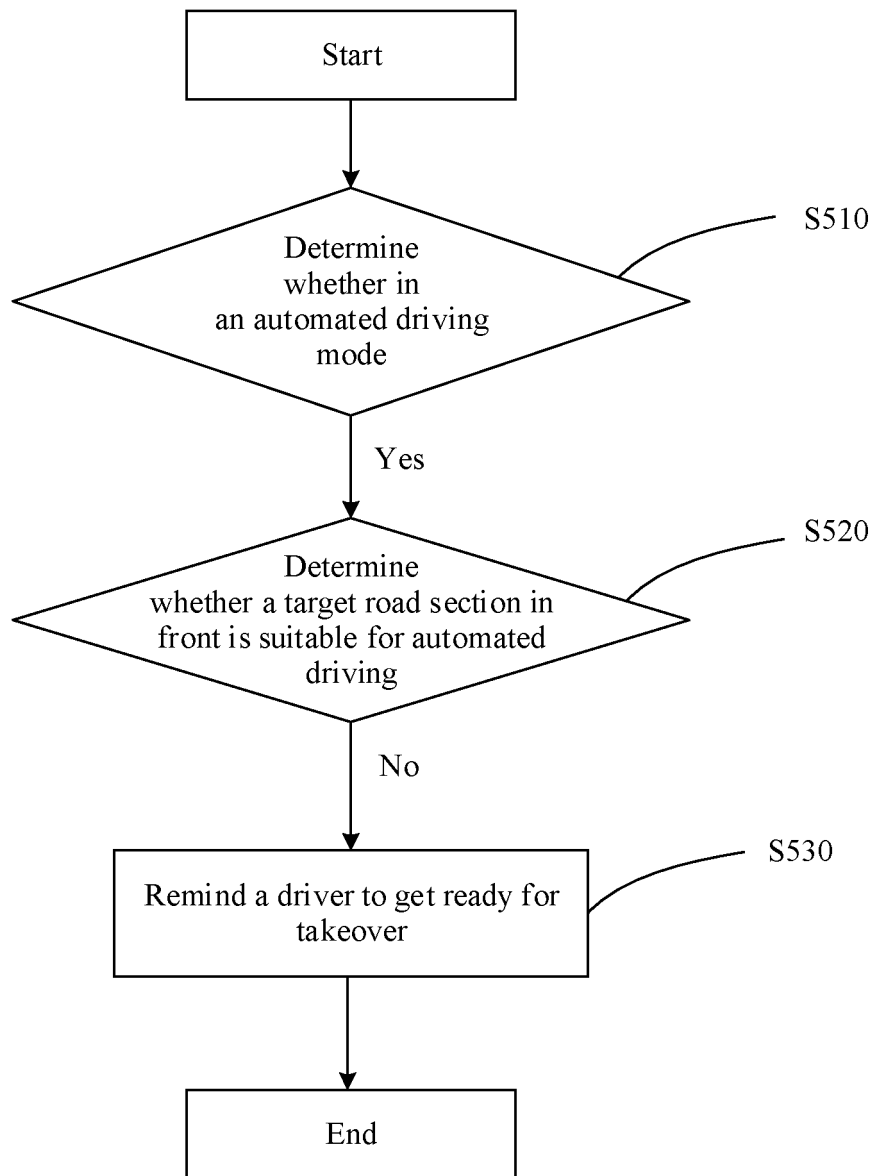 Start
Determine
whether in
an automated driving
mode
S510
Yes
Determine
whether a target road section in
front is suitable for automated
driving
S520
No
Remind a driver to get ready for
takeover
S530
End